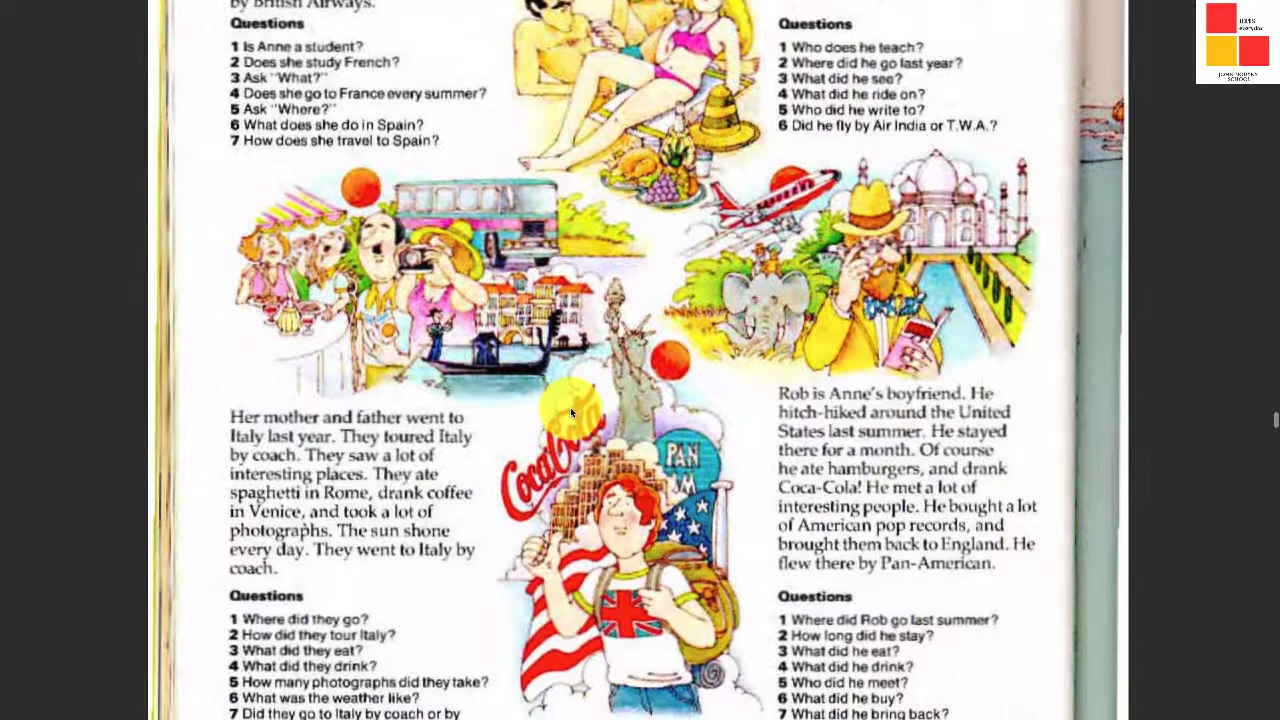 by British Airways.
Questions
1 Is Anne a student?
2 Does she study French?
3 Ask "What?"
4 Does she go to France every summer?
5 Ask "Where?"
6 What does she do in Spain?
7 How does she travel to Spain?
Questions
1 Who does he teach?
2 Where did he go last year?
3 What did he see?
4 What did he ride on?
5 Who did he write to?
6 Did he fly by Air India or T.W.A.?
Her mother and father went to
Italy last year. They toured Italy
by coach. They saw a lot of
interesting places. They ate
spaghetti in Rome, drank coffee
in Venice, and took a lot of
photographs. The sun shone
every day. They went to Italy by
coach.
Questions
1 Where did they go?
2 How did they tour Italy?
3 What did they eat?
4 What did they drink?
5 How many photographs did they take?
6 What was the weather like?
7 Did they go to Italy by coach or by
Coca-Cola
PAN
AM
Rob is Anne's boyfriend. He
hitch-hiked around the United
States last summer. He stayed
there for a month. Of course
he ate hamburgers, and drank
Coca-Cola! He met a lot of
interesting people. He bought a lot
of American pop records, and
brought them back to England. He
flew there by Pan-American.
Questions
1 Where did Rob go last summer?
2 How long did he stay?
3 What did he eat?
4 What did he drink?
5 Who did he meet?
6 What did he buy?
7 What did he bring back?
SCHOOL